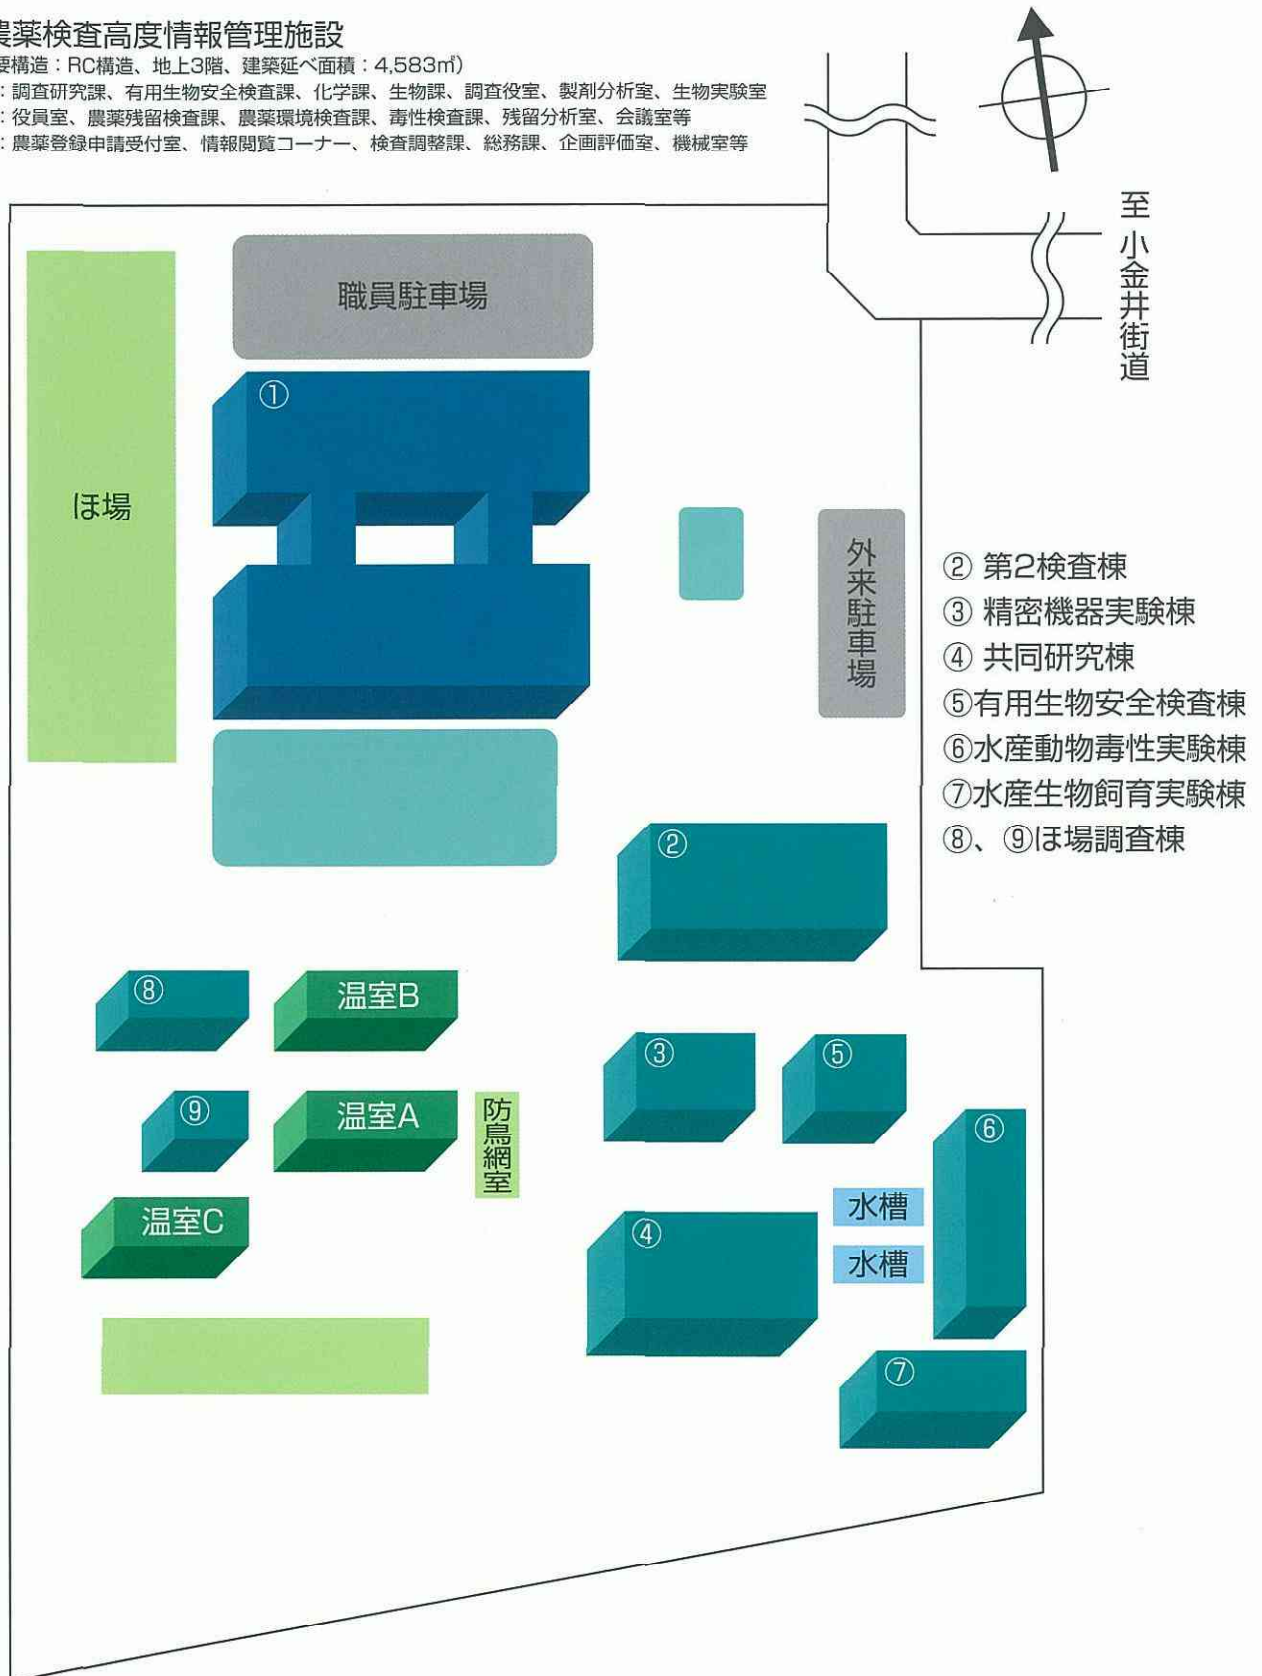 農薬検査高度情報管理施設
要構造：RC構造、地上3階、建築延べ面積：4,583㎡）
：調査研究課、有用生物安全検査課、化学課、生物課、調査役室、製剤分析室、生物実験室
：役員室、農薬残留検査課、農薬環境検査課、毒性検査課、残留分析室、会議室等
：農薬登録申請受付室、情報閲覧コーナー、検査調整課、総務課、企画評価室、機械室等
至 小金井街道
職員駐車場
①
ほ場
外来駐車場
② 第2検査棟
③ 精密機器実験棟
④ 共同研究棟
⑤有用生物安全検査棟
⑥水産動物毒性実験棟
⑦水産生物飼育実験棟
⑧、⑨ほ場調査棟
②
⑧
温室B
③
⑤
⑨
温室A
防鳥網室
⑥
温室C
④
水槽
水槽
⑦